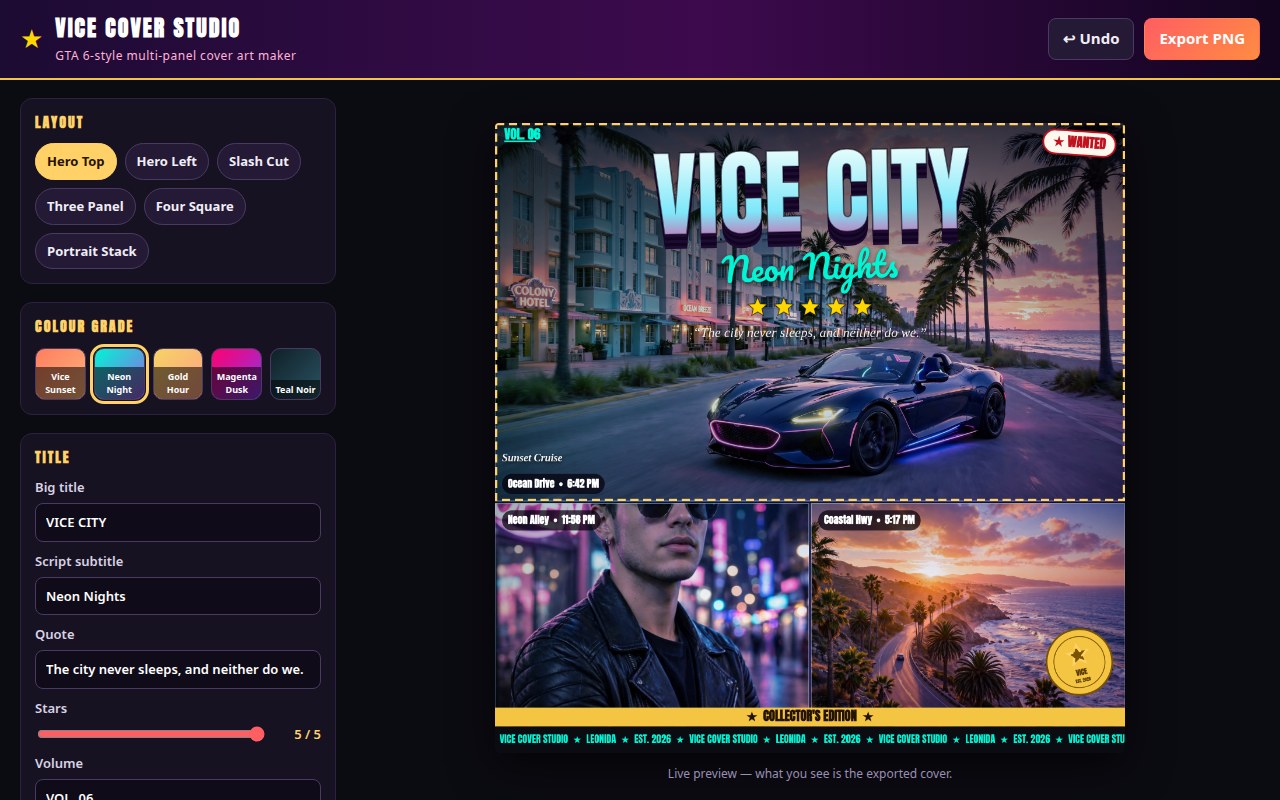 ★ VICE COVER STUDIO
GTA 6-style multi-panel cover art maker
↩ Undo
Export PNG
LAYOUT
Hero Top
Hero Left
Slash Cut
Three Panel
Four Square
Portrait Stack
COLOUR GRADE
Vice Sunset
Neon Night
Gold Hour
Magenta Dusk
Teal Noir
TITLE
Big title
VICE CITY
Script subtitle
Neon Nights
Quote
The city never sleeps, and neither do we.
Stars
5 / 5
Volume
VOL. 06
VOL. 06
★ WANTED
VICE CITY
Neon Nights
★ ★ ★ ★ ★
“The city never sleeps, and neither do we.”
COLONY
HOTEL
OCEAN BREEZE
Sunset Cruise
Ocean Drive • 6:42 PM
Neon Alley • 11:58 PM
Coastal Hwy • 5:17 PM
★
VICE
EST. 2026
★ COLLECTOR'S EDITION ★
VICE CITY COVER STUDIO ★ LEONIDA ★ EST. 2026 ★ VICE COVER STUDIO ★ LEONIDA ★ EST. 2026 ★ VICE COVER STUDIO ★ LEONIDA ★ EST. 2026 ★ VICE COVER STU
Live preview — what you see is the exported cover.